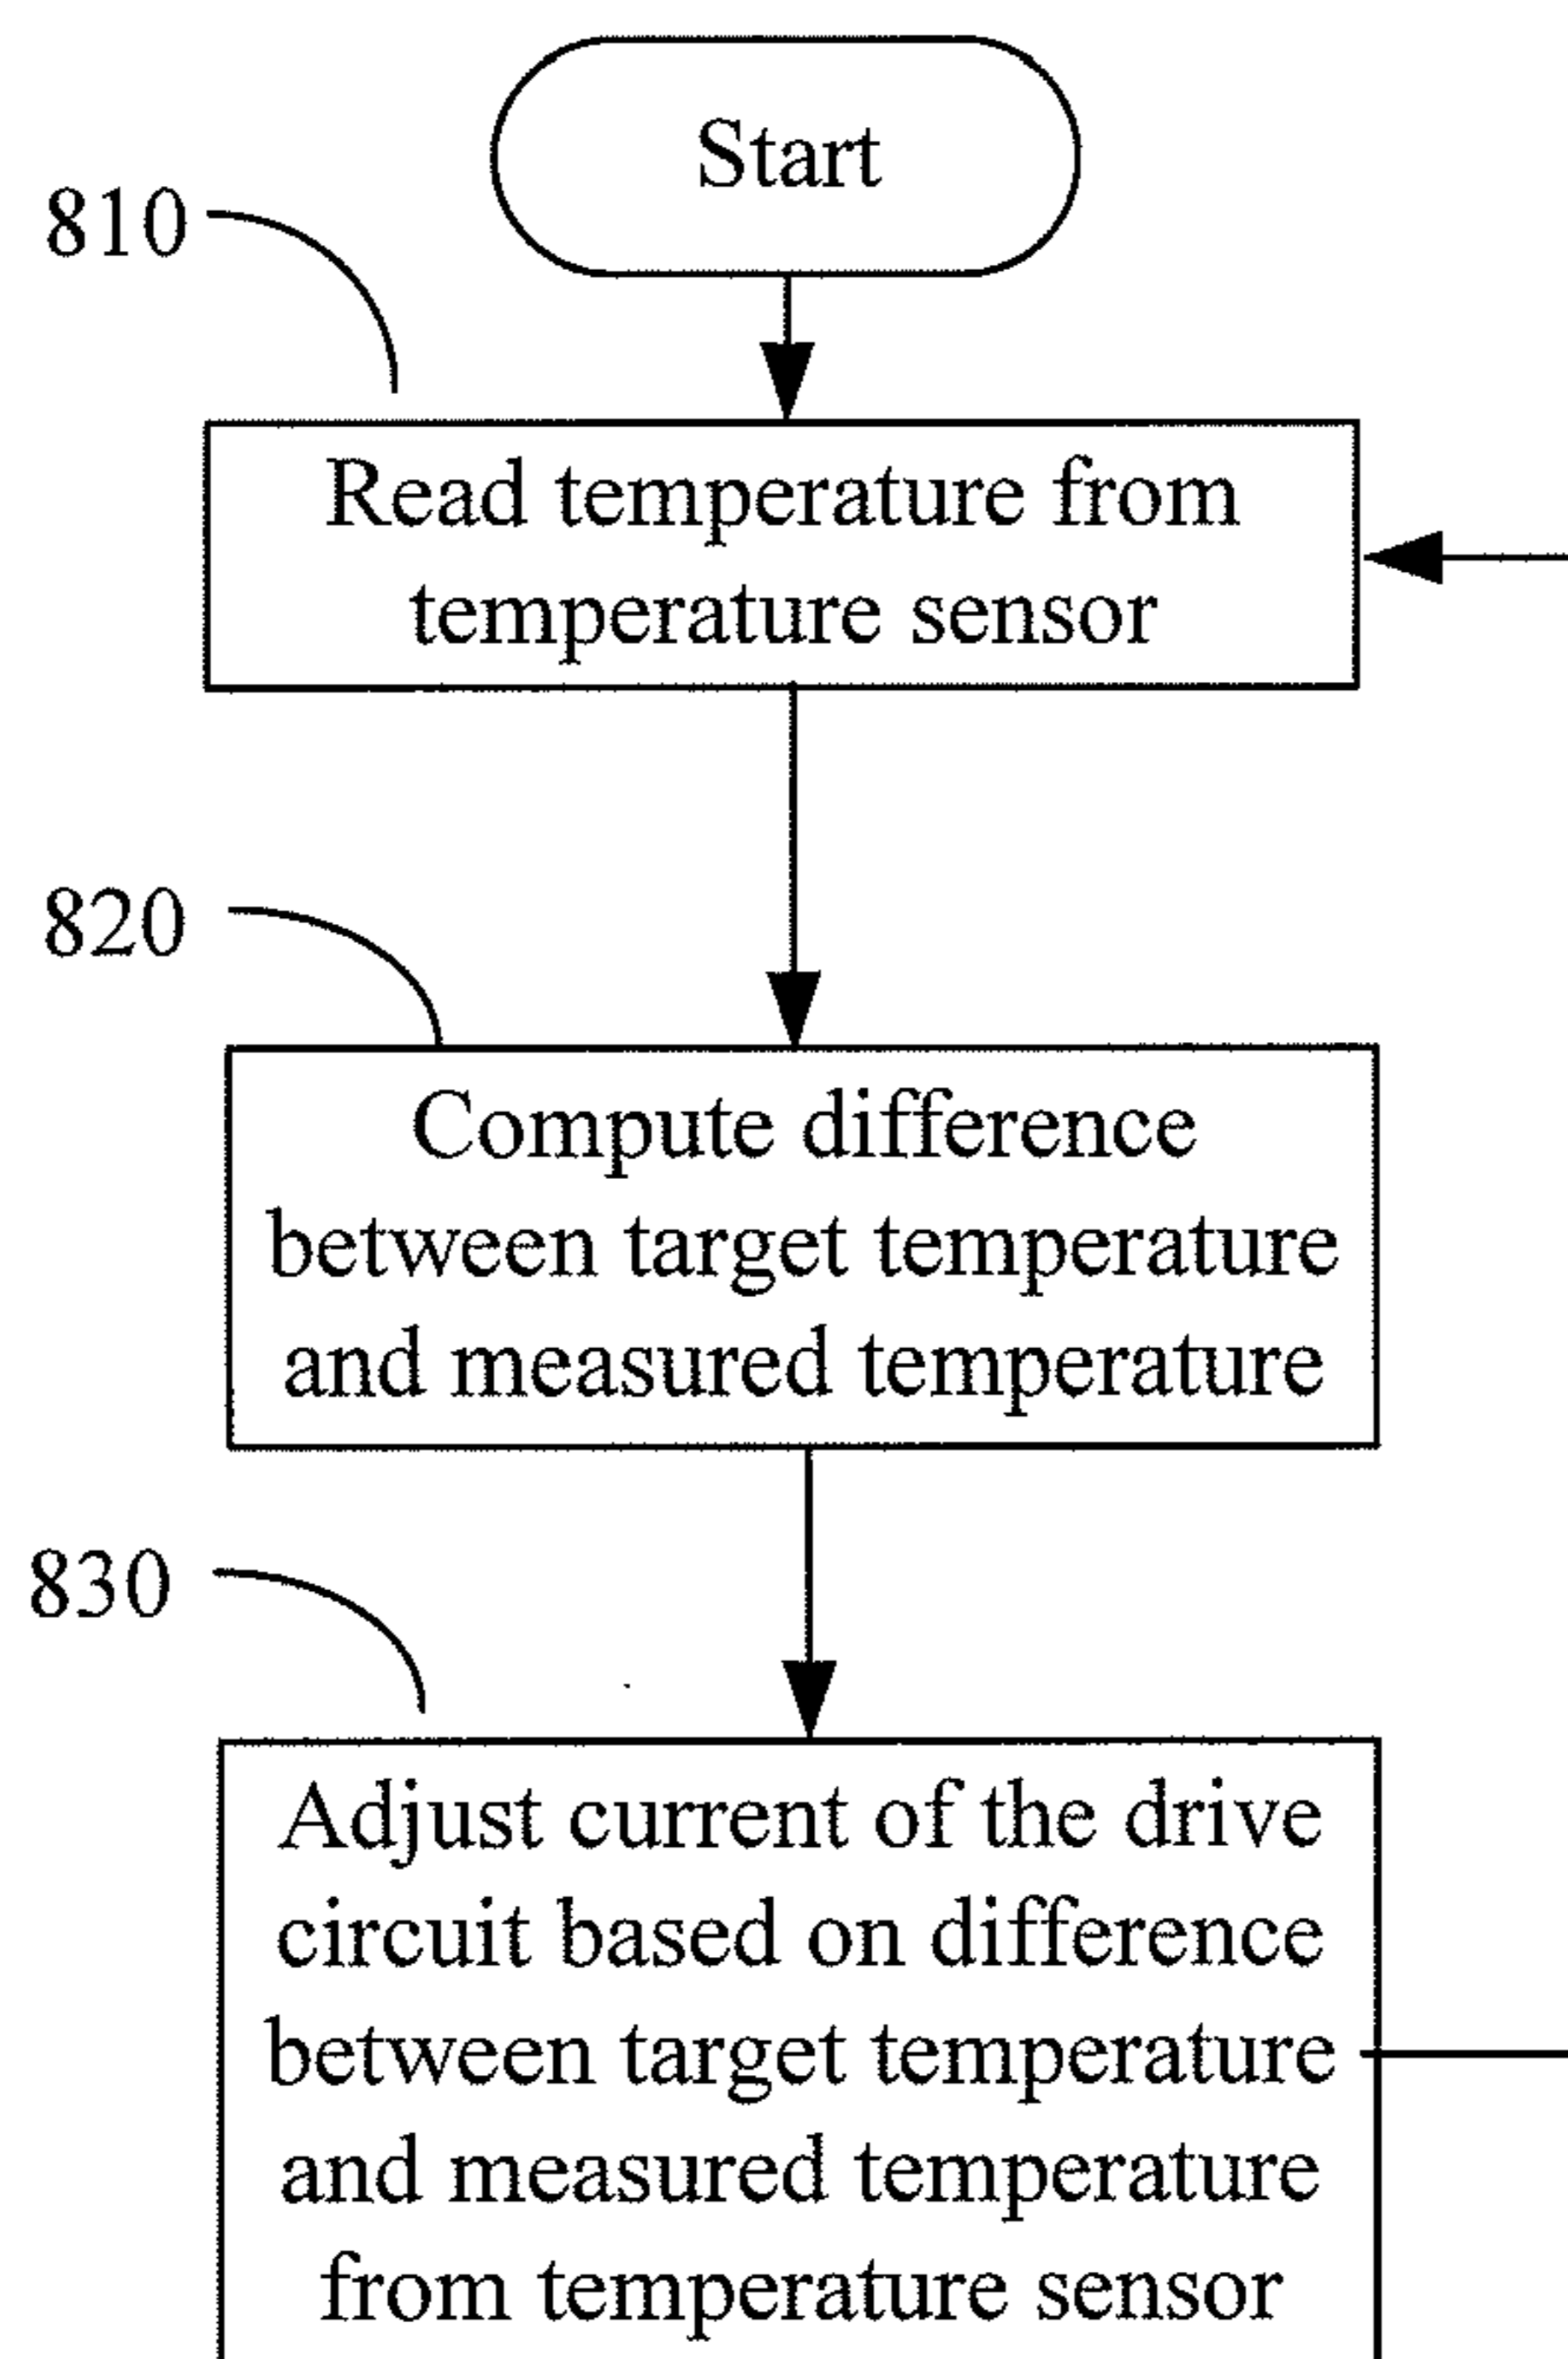 Start
810
Read temperature from
temperature sensor
820
Compute difference
between target temperature
and measured temperature
830
Adjust current of the drive
circuit based on difference
between target temperature
and measured temperature
from temperature sensor